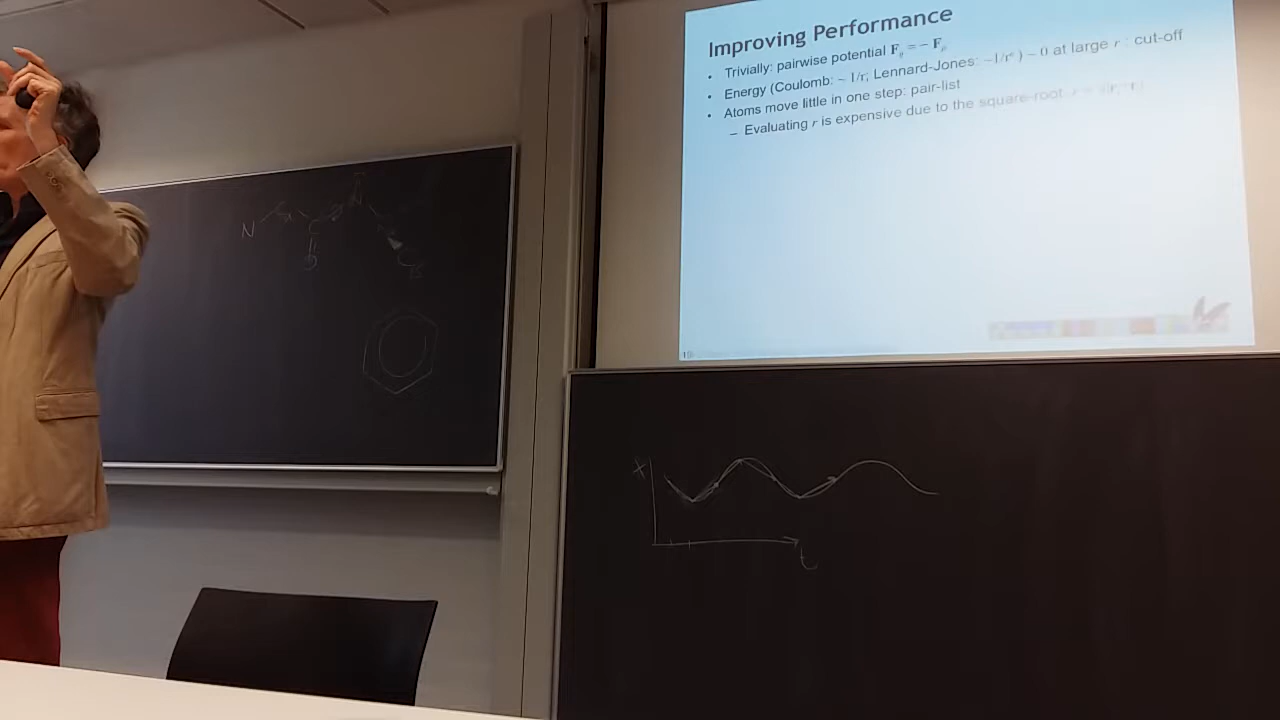 Improving Performance
• Trivially: pairwise potential F_ij = − F_ji
• Energy (Coulomb: ~ 1/r; Lennard-Jones: ~1/r⁶) ~ 0 at large r : cut-off
• Atoms move little in one step: pair-list
– Evaluating r is expensive due to the square-root
19
N
C
N
O
x
t